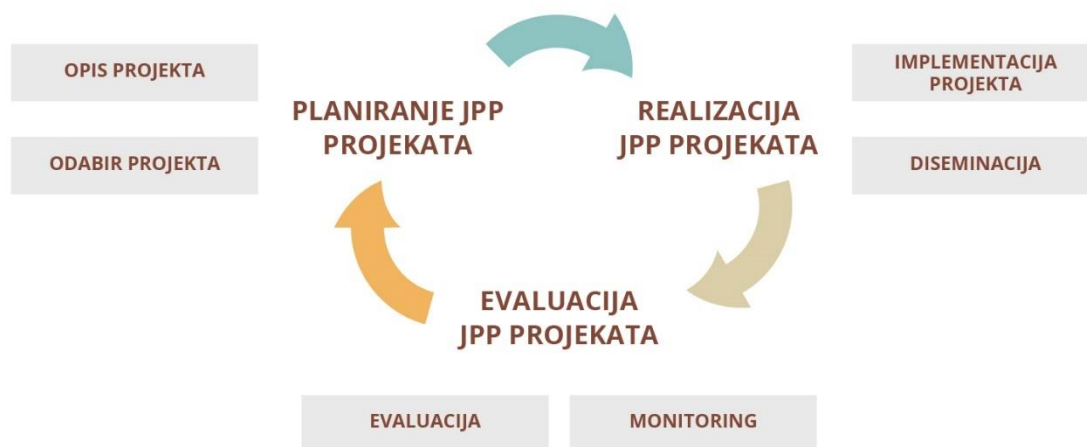 OPIS PROJEKTA
ODABIR PROJEKTA
PLANIRANJE JPP
PROJEKATA
REALIZACIJA
JPP PROJEKATA
IMPLEMENTACIJA
PROJEKTA
DISEMINACIJA
EVALUACIJA
JPP PROJEKATA
EVALUACIJA
MONITORING